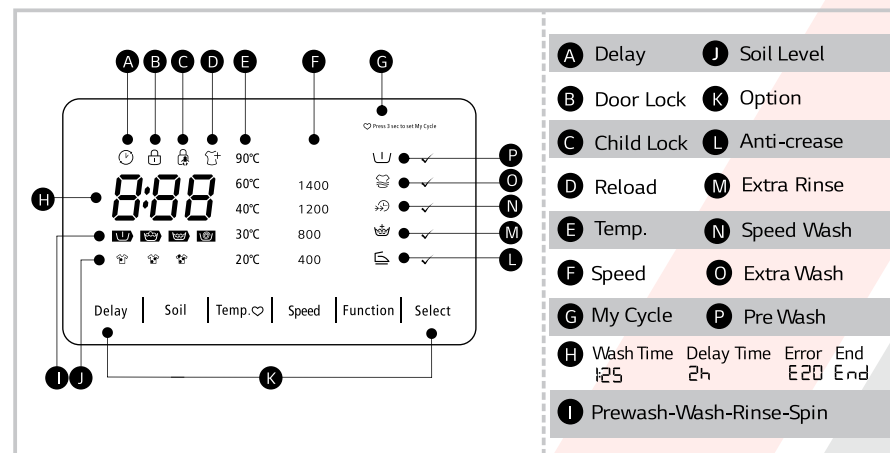 A B C D E F G
♡ Press 3 sec to set My Cycle
90℃ P
60℃ 1400 O
H 8:88 40℃ 1200 N
I 30℃ 800 M
J 20℃ 400 L
Delay Soil Temp.♡ Speed Function Select
I J K
A Delay J Soil Level
B Door Lock K Option
C Child Lock L Anti-crease
D Reload M Extra Rinse
E Temp. N Speed Wash
F Speed O Extra Wash
G My Cycle P Pre Wash
H Wash Time Delay Time Error End
1:25 2h E20 End
I Prewash-Wash-Rinse-Spin